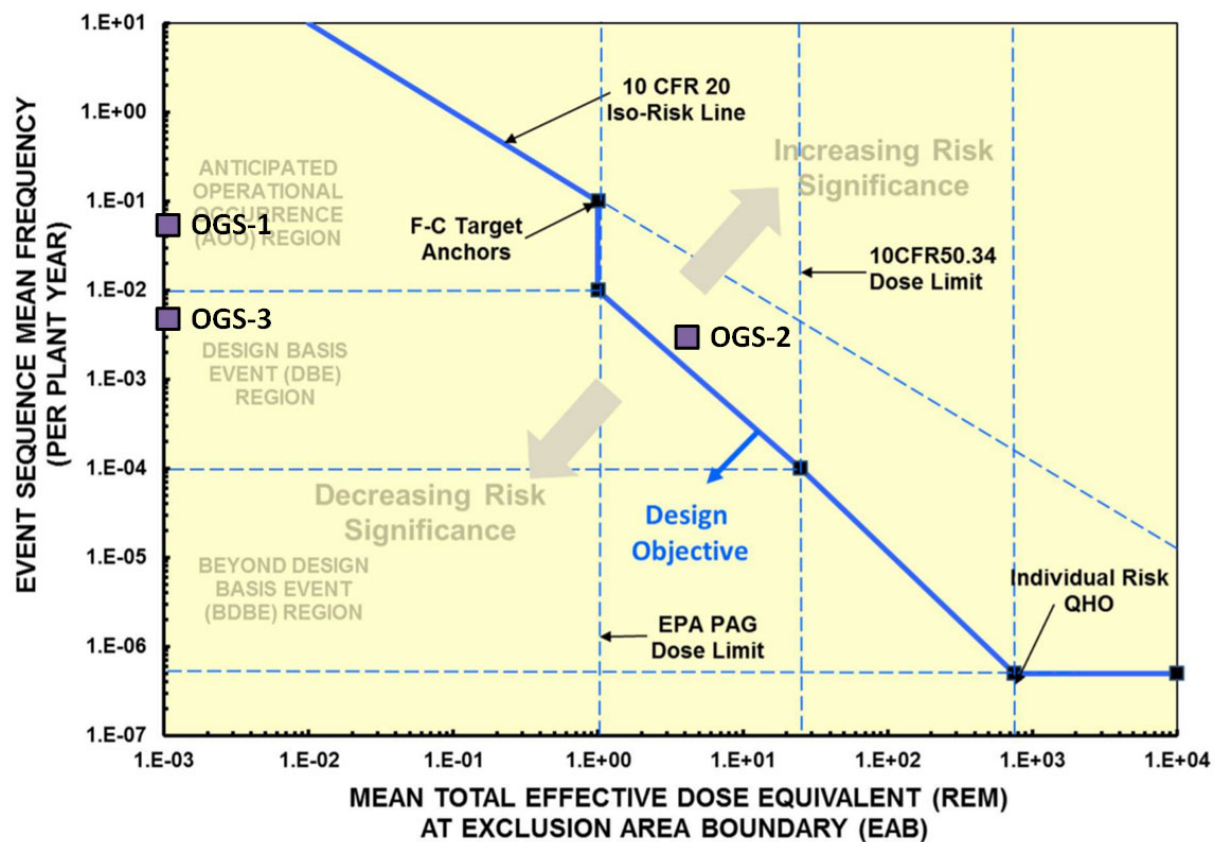 EVENT SEQUENCE MEAN FREQUENCY
(PER PLANT YEAR)
1.E+01
1.E+00
1.E-01
1.E-02
1.E-03
1.E-04
1.E-05
1.E-06
1.E-07
10 CFR 20
Iso-Risk Line
Increasing Risk
Significance
ANTICIPATED
OPERATIONAL
OCCURRENCE
(AOO) REGION
OGS-1
F-C Target
Anchors
10CFR50.34
Dose Limit
OGS-3
OGS-2
DESIGN BASIS
EVENT (DBE)
REGION
Decreasing Risk
Significance
Design
Objective
BEYOND DESIGN
BASIS EVENT
(BDBE) REGION
EPA PAG
Dose Limit
Individual Risk
QHO
1.E-03
1.E-02
1.E-01
1.E+00
1.E+01
1.E+02
1.E+03
1.E+04
MEAN TOTAL EFFECTIVE DOSE EQUIVALENT (REM)
AT EXCLUSION AREA BOUNDARY (EAB)